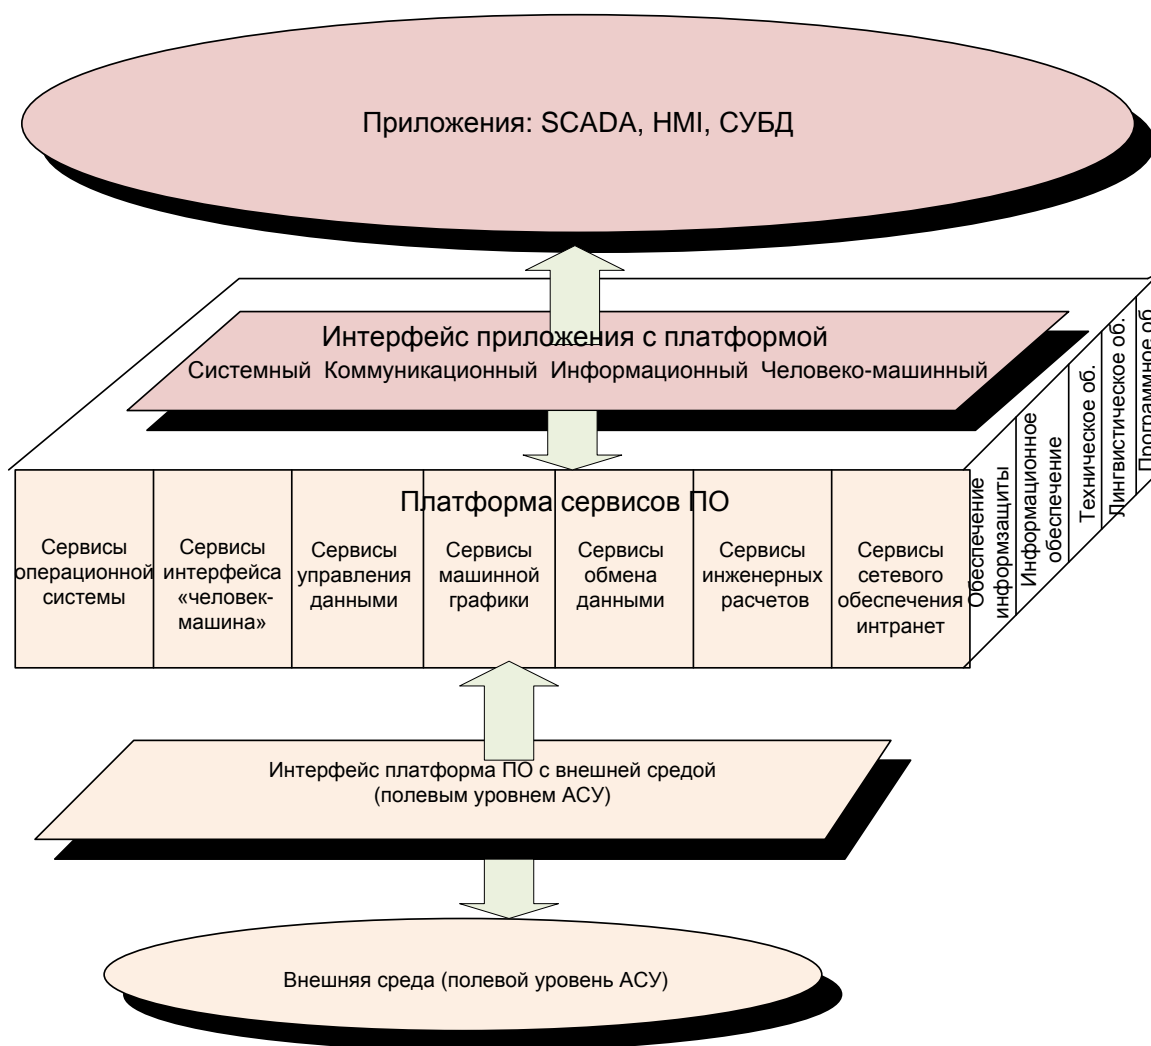 Приложения: SCADA, HMI, СУБД
Интерфейс приложения с платформой
Системный Коммуникационный Информационный Человеко-машинный
Платформа сервисов ПО
Сервисы
операционной
системы
Сервисы
интерфейса
«человек-
машина»
Сервисы
управления
данными
Сервисы
машинной
графики
Сервисы
обмена
данными
Сервисы
инженерных
расчетов
Сервисы
сетевого
обеспечения
интранет
Обеспечение
информзащиты
Информационное
обеспечение
Техническое об.
Лингвистическое об.
Программное об.
Интерфейс платформа ПО с внешней средой
(полевым уровнем АСУ)
Внешняя среда (полевой уровень АСУ)